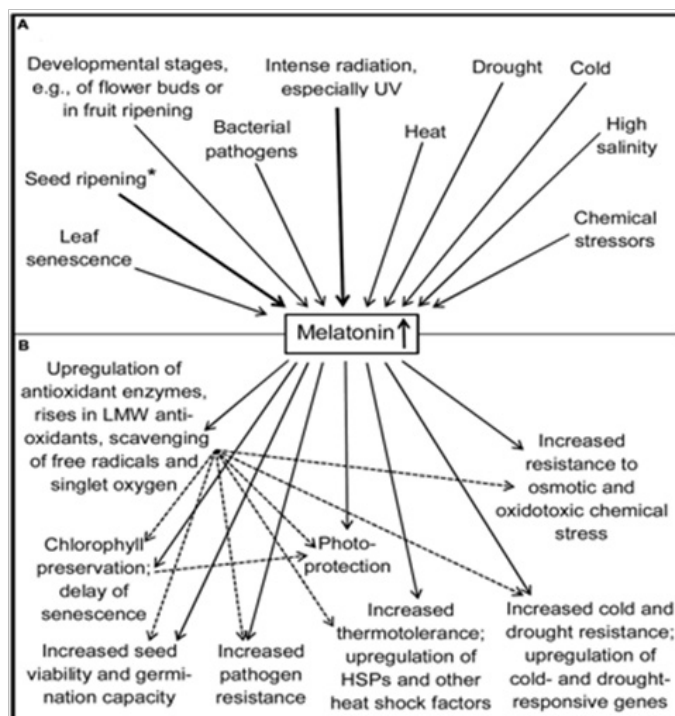 A
Developmental stages,
e.g., of flower buds or
in fruit ripening
Intense radiation,
especially UV
Drought
Cold
Bacterial
pathogens
Heat
High
salinity
Seed ripening*
Leaf
senescence
Chemical
stressors
Melatonin↑
B
Upregulation of
antioxidant enzymes,
rises in LMW anti-
oxidants, scavenging
of free radicals and
singlet oxygen
Increased
resistance to
osmotic and
oxidotoxic chemical
stress
Chlorophyll
preservation;
delay of
senescence
Photo-
protection
Increased seed
viability and germi-
nation capacity
Increased
pathogen
resistance
Increased
thermotolerance;
upregulation of
HSPs and other
heat shock factors
Increased cold and
drought resistance;
upregulation of
cold- and drought-
responsive genes